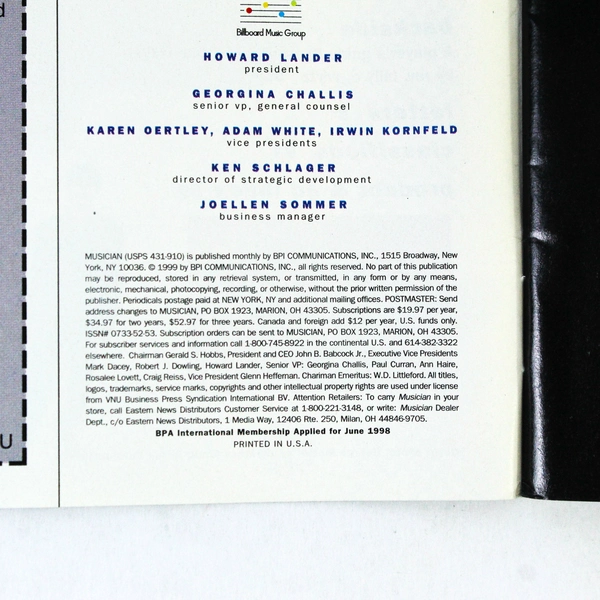 d
U
Billboard Music Group
HOWARD LANDER
president
GEORGINA CHALLIS
senior vp, general counsel
KAREN OERTLEY, ADAM WHITE, IRWIN KORNFELD
vice presidents
KEN SCHLAGER
director of strategic development
JOELLEN SOMMER
business manager
MUSICIAN (USPS 431-910) is published monthly by BPI COMMUNICATIONS, INC., 1515 Broadway, New
York, NY 10036. © 1999 by BPI COMMUNICATIONS, INC., all rights reserved. No part of this publication
may be reproduced, stored in any retrieval system, or transmitted, in any form or by any means,
electronic, mechanical, photocopying, recording, or otherwise, without the prior written permission of the
publisher. Periodicals postage paid at NEW YORK, NY and additional mailing offices. POSTMASTER: Send
address changes to MUSICIAN, PO BOX 1923, MARION, OH 43305. Subscriptions are $19.97 per year,
$34.97 for two years, $52.97 for three years. Canada and foreign add $12 per year, U.S. funds only.
ISSN# 0733-52-53. Subscription orders can be sent to MUSICIAN, PO BOX 1923, MARION, OH 43305.
For subscriber services and information call 1-800-745-8922 in the continental U.S. and 614-382-3322
elsewhere. Chairman Gerald S. Hobbs, President and CEO John B. Babcock Jr., Executive Vice Presidents
Mark Dacey, Robert J. Dowling, Howard Lander, Senior VP: Georgina Challis, Paul Curran, Ann Haire,
Rosalee Lovett, Craig Reiss, Vice President Glenn Heffernan. Chariman Emeritus: W.D. Littleford. All titles,
logos, trademarks, service marks, copyrights and other intellectual property rights are used under license
from VNU Business Press Syndication International BV. Attention Retailers: To carry Musician in your
store, call Eastern News Distributors Customer Service at 1-800-221-3148, or write: Musician Dealer
Dept., c/o Eastern News Distributors, 1 Media Way, 12406 Rte. 250, Milan, OH 44846-9705.
BPA International Membership Applied for June 1998
PRINTED IN U.S.A.